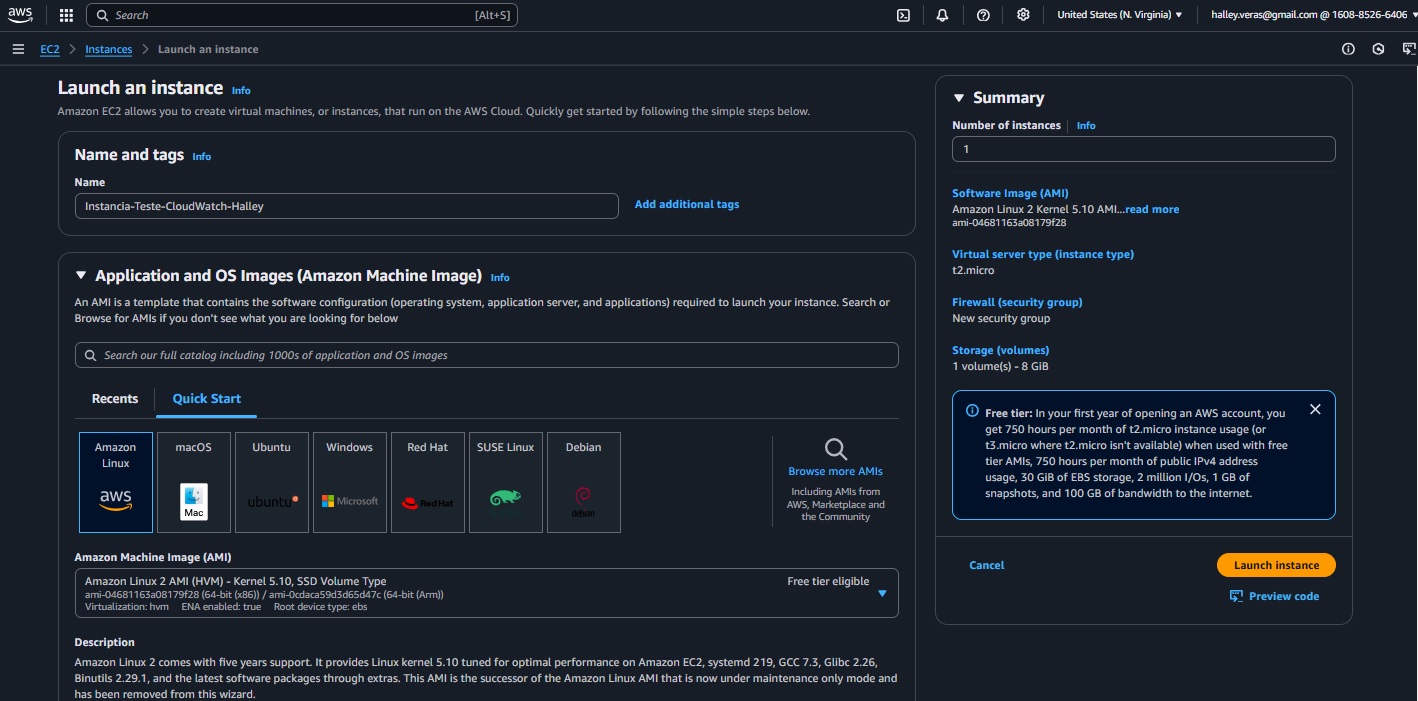 aws
Search [Alt+S]
United States (N. Virginia) halley.veras@gmail.com @ 1608-8526-6406
EC2 Instances Launch an instance
Launch an instance Info
Amazon EC2 allows you to create virtual machines, or instances, that run on the AWS Cloud. Quickly get started by following the simple steps below.
Name and tags Info
Name
Instancia-Teste-CloudWatch-Halley
Add additional tags
Application and OS Images (Amazon Machine Image) Info
An AMI is a template that contains the software configuration (operating system, application server, and applications) required to launch your instance. Search or
Browse for AMIs if you don't see what you are looking for below
Search our full catalog including 1000s of application and OS images
Recents Quick Start
Amazon
Linux
aws
macOS
Mac
Ubuntu
ubuntu
Windows
Microsoft
Red Hat
Red Hat
SUSE Linux
Debian
debian
Browse more AMIs
Including AMIs from
AWS, Marketplace and
the Community
Amazon Machine Image (AMI)
Amazon Linux 2 AMI (HVM) - Kernel 5.10, SSD Volume Type Free tier eligible
ami-04681163a08179f28 (64-bit (x86)) / ami-0cdaca59d3d65d47c (64-bit (Arm))
Virtualization: hvm ENA enabled: true Root device type: ebs
Description
Amazon Linux 2 comes with five years support. It provides Linux kernel 5.10 tuned for optimal performance on Amazon EC2, systemd 219, GCC 7.3, Glibc 2.26,
Binutils 2.29.1, and the latest software packages through extras. This AMI is the successor of the Amazon Linux AMI that is now under maintenance only mode and
has been removed from this wizard.
Summary
Number of instances Info
1
Software Image (AMI)
Amazon Linux 2 Kernel 5.10 AMI...read more
ami-04681163a08179f28
Virtual server type (instance type)
t2.micro
Firewall (security group)
New security group
Storage (volumes)
1 volume(s) - 8 GiB
Free tier: In your first year of opening an AWS account, you
get 750 hours per month of t2.micro instance usage (or
t3.micro where t2.micro isn't available) when used with free
tier AMIs, 750 hours per month of public IPv4 address
usage, 30 GiB of EBS storage, 2 million I/Os, 1 GB of
snapshots, and 100 GB of bandwidth to the internet.
Cancel
Launch instance
Preview code